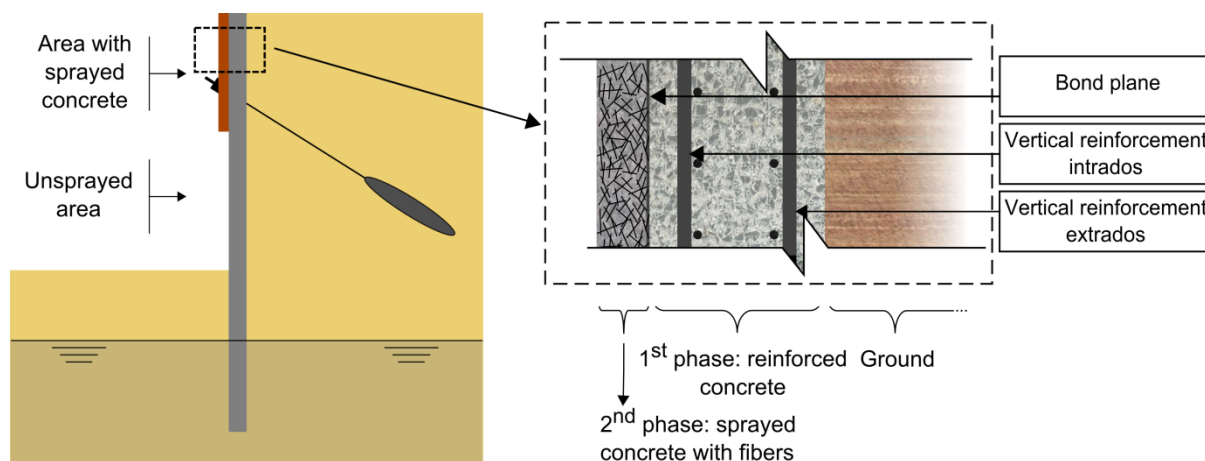 Area with
sprayed
concrete
Unsprayed
area
Bond plane
Vertical reinforcement
intrados
Vertical reinforcement
extrados
1st phase: reinforced
concrete
Ground
...
2nd phase: sprayed
concrete with fibers